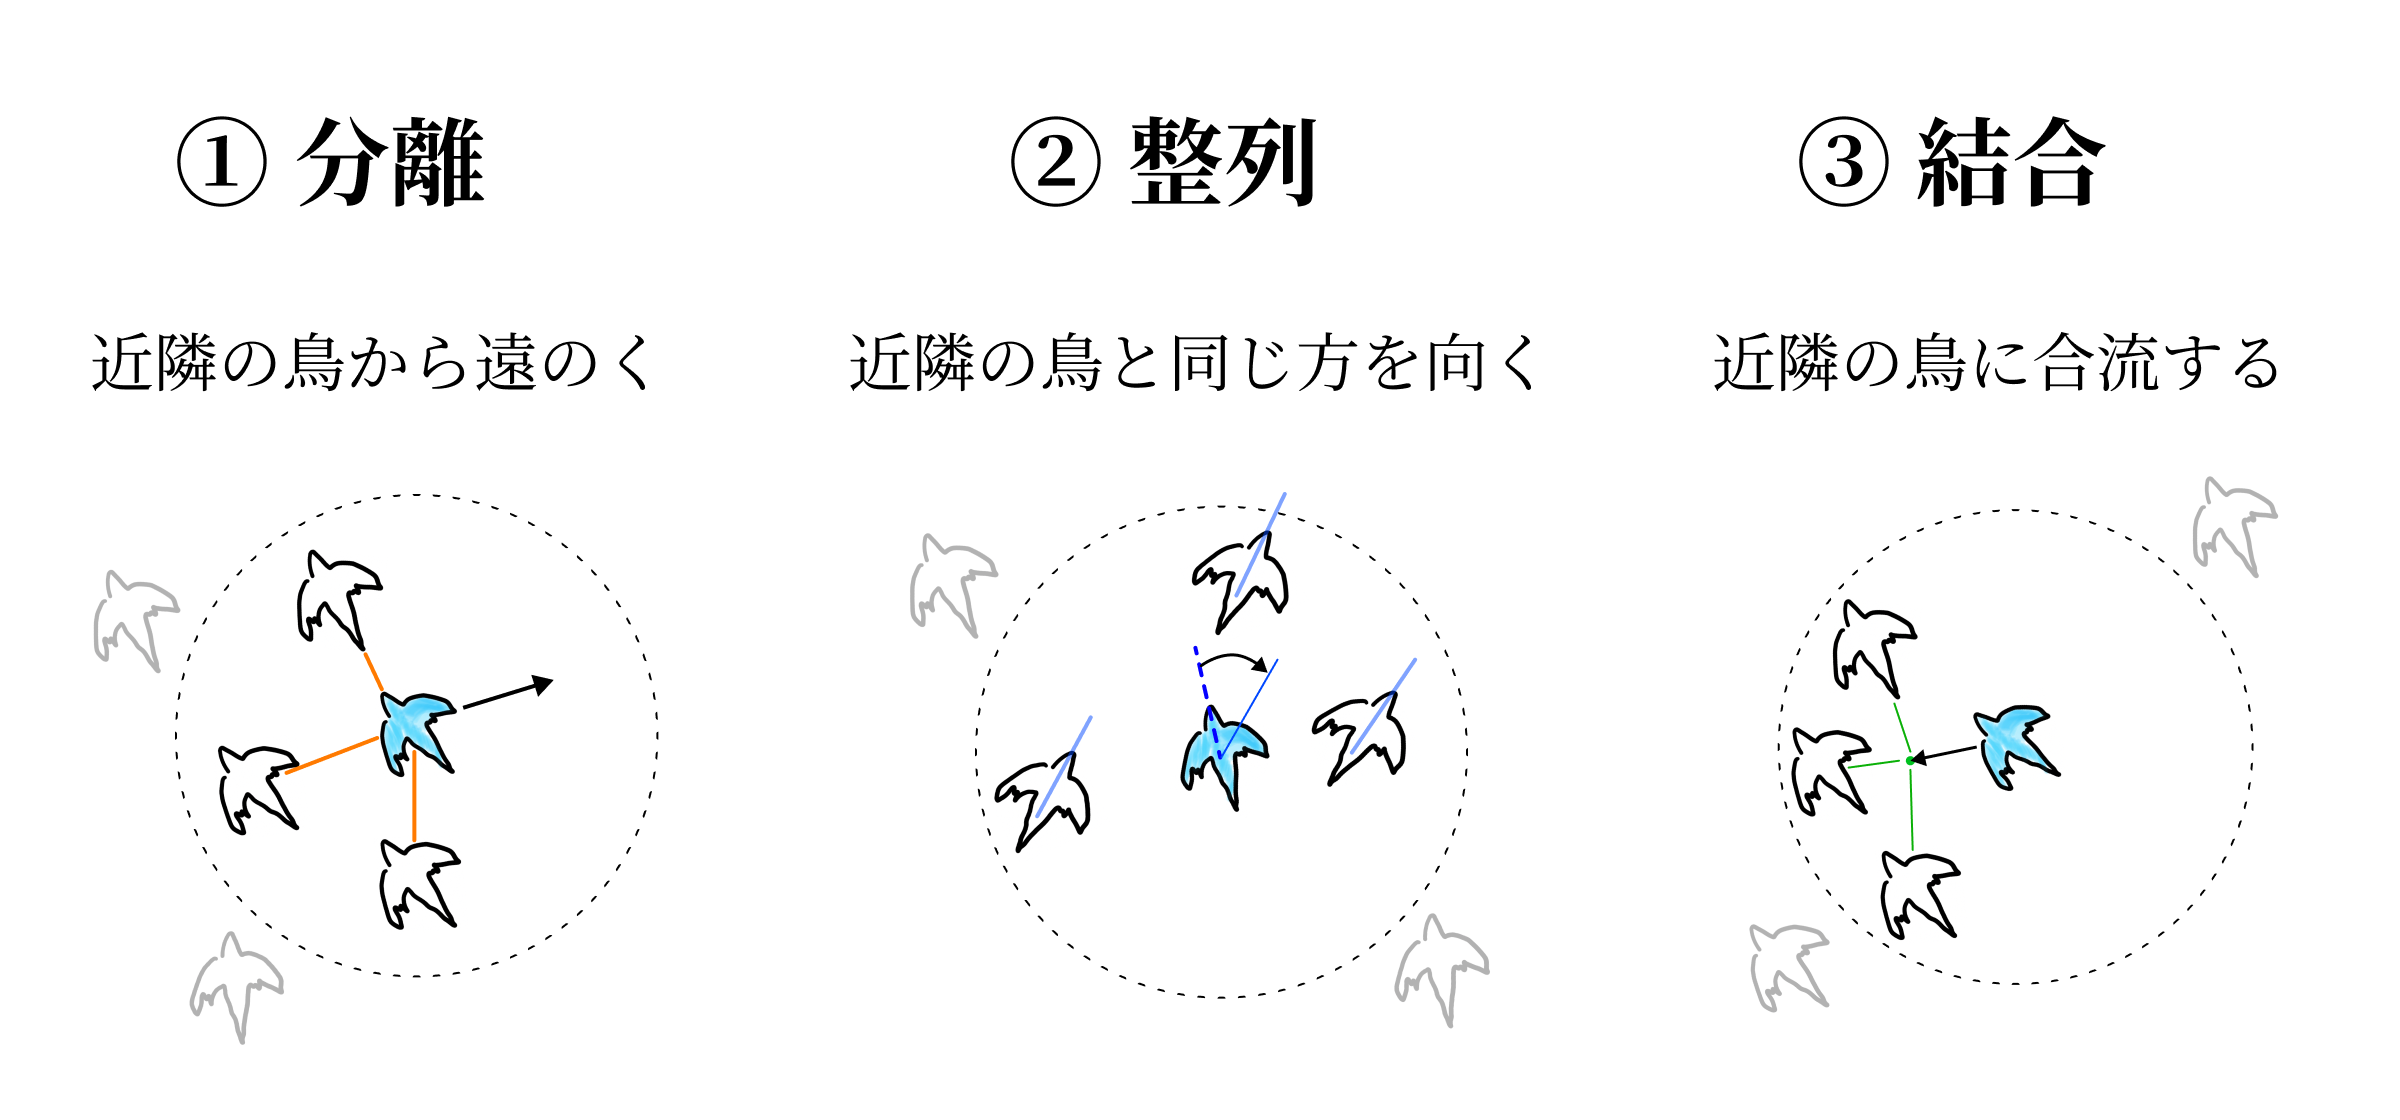 ① 分離
近隣の鳥から遠のく
② 整列
近隣の鳥と同じ方を向く
③ 結合
近隣の鳥に合流する